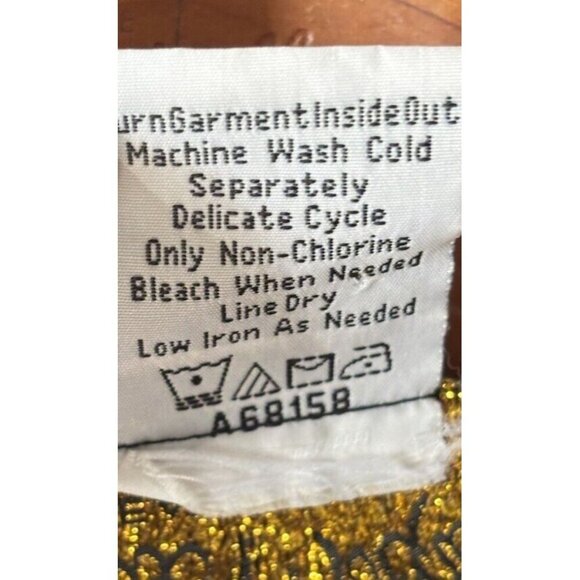 urnGarmentInsideOut
Machine Wash Cold
Separately
Delicate Cycle
Only Non-Chlorine
Bleach When Needed
Line Dry
Low Iron As Needed
A68158